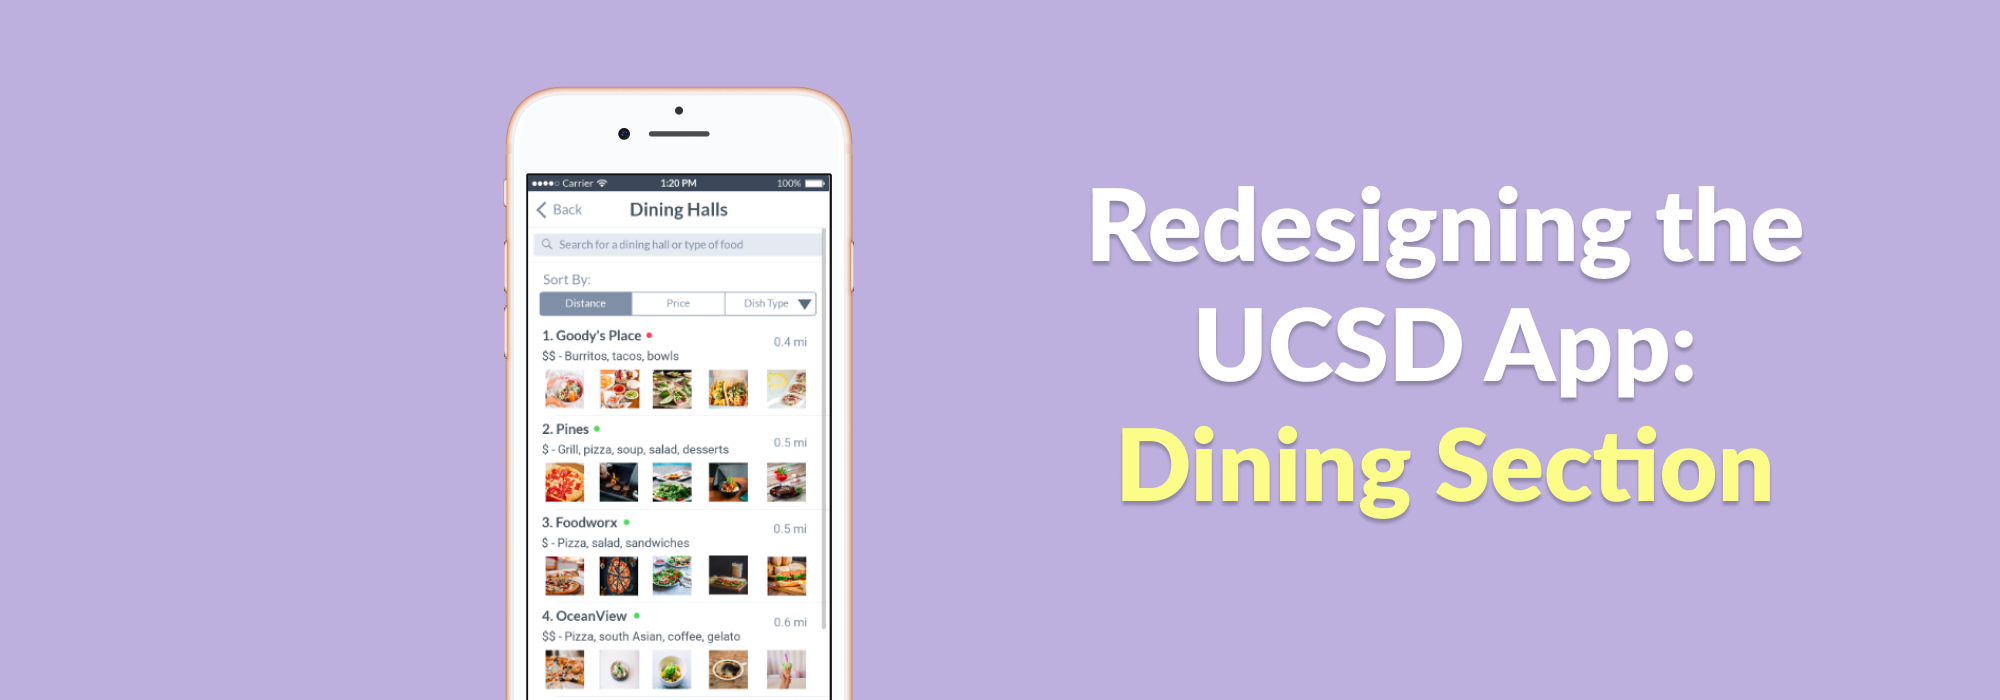 Carrier 1:20 PM 100%
Back Dining Halls
Search for a dining hall or type of food
Sort By:
Distance Price Dish Type
1. Goody's Place 0.4 mi
$$ - Burritos, tacos, bowls
2. Pines 0.5 mi
$ - Grill, pizza, soup, salad, desserts
3. Foodworx 0.5 mi
$ - Pizza, salad, sandwiches
4. OceanView 0.6 mi
$$ - Pizza, south Asian, coffee, gelato
Redesigning the
UCSD App:
Dining Section